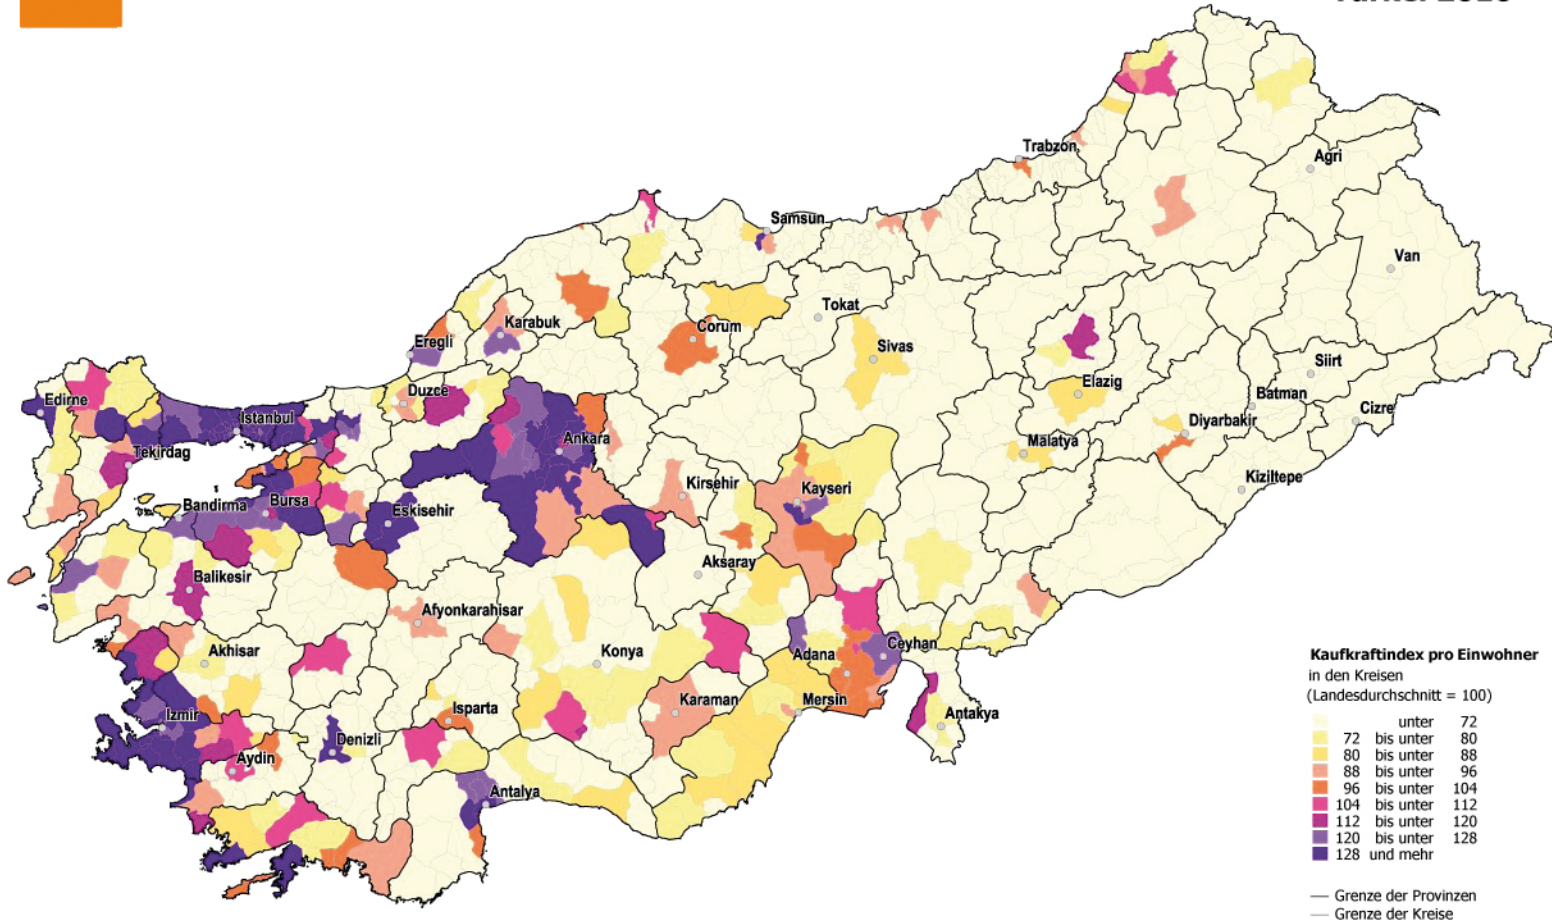 Trabzon
Agri
Samsun
Van
Tokat
Karabuk
Corum
Eregli
Sivas
Siirt
Elazig
Duzce
Batman
Edirne
Cizre
Istanbul
Diyarbakir
Ankara
Malatya
Tekirdag
Kiziltepe
Kirsehir
Kayseri
Bursa
Bandirma
Eskisehir
Aksaray
Balikesir
Afyonkarahisar
Ceyhan
Akhisar
Konya
Adana
Karaman
Mersin
Isparta
Antakya
Izmir
Denizli
Aydin
Antalya
Kaufkraftindex pro Einwohner
in den Kreisen
(Landesdurchschnitt = 100)
unter 72
72 bis unter 80
80 bis unter 88
88 bis unter 96
96 bis unter 104
104 bis unter 112
112 bis unter 120
120 bis unter 128
128 und mehr
Grenze der Provinzen
Grenze der Kreise